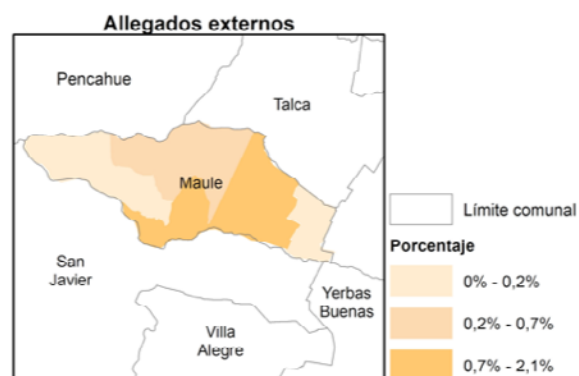 Allegados externos
Pencahue
Talca
Maule
San
Javier
Yerbas
Buenas
Villa
Alegre
Límite comunal
Porcentaje
0% - 0,2%
0,2% - 0,7%
0,7% - 2,1%